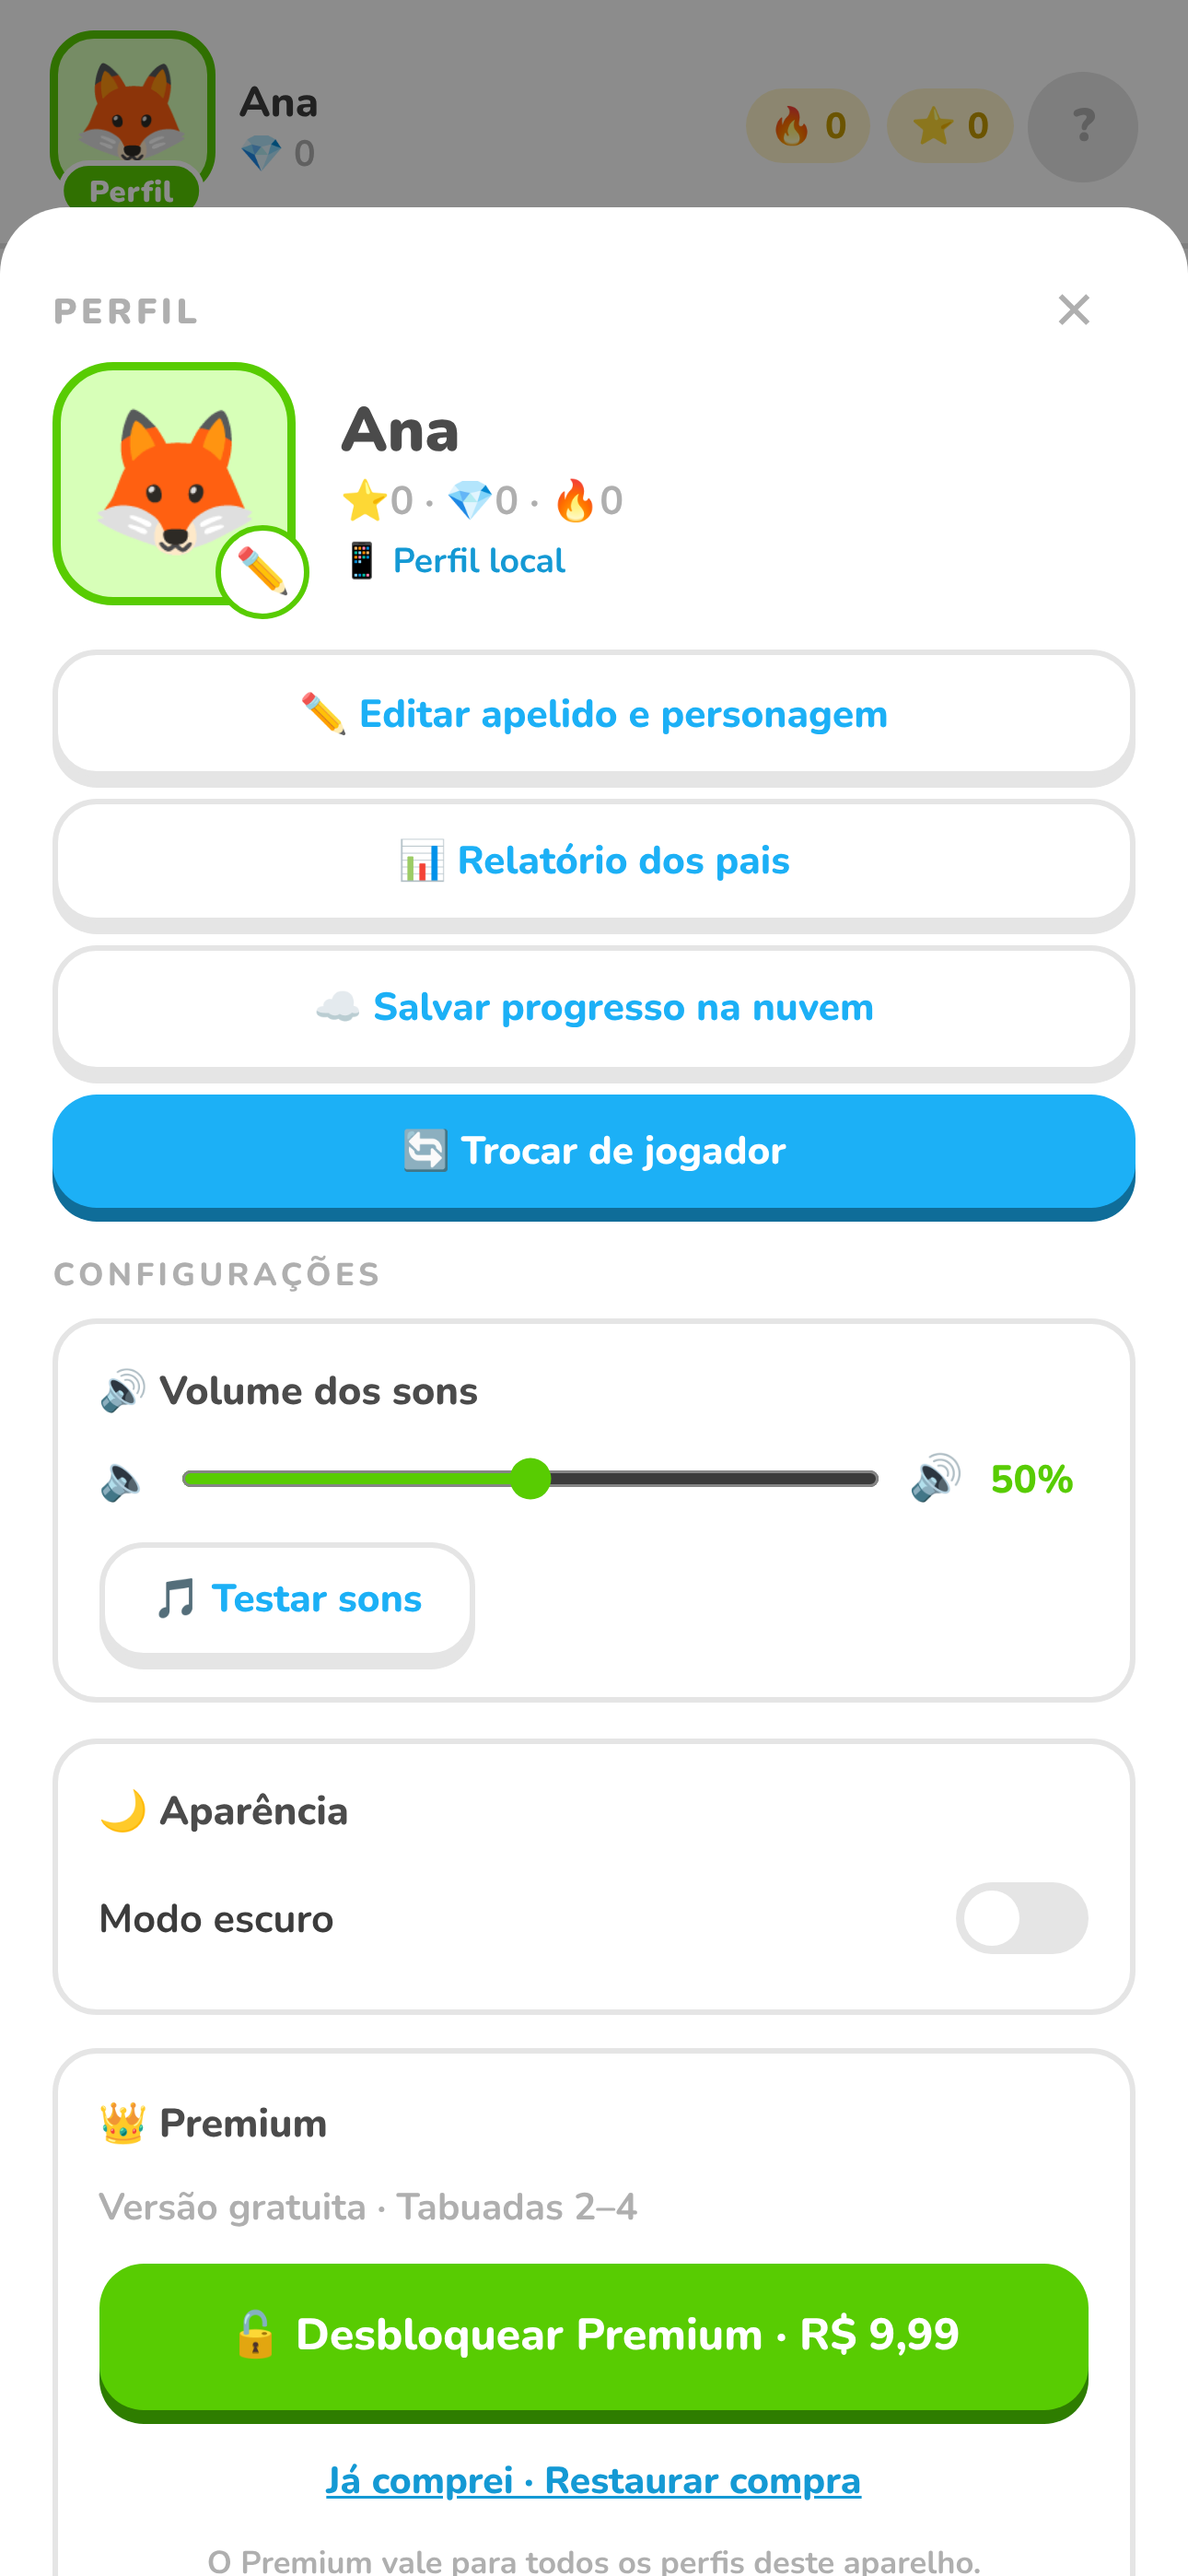 Ana
0
0
0
?
Perfil
PERFIL
Ana
0 · 0 · 0
Perfil local
Editar apelido e personagem
Relatório dos pais
Salvar progresso na nuvem
Trocar de jogador
CONFIGURAÇÕES
Volume dos sons
50%
Testar sons
Aparência
Modo escuro
Premium
Versão gratuita · Tabuadas 2–4
Desbloquear Premium · R$ 9,99
Já comprei · Restaurar compra
O Premium vale para todos os perfis deste aparelho.